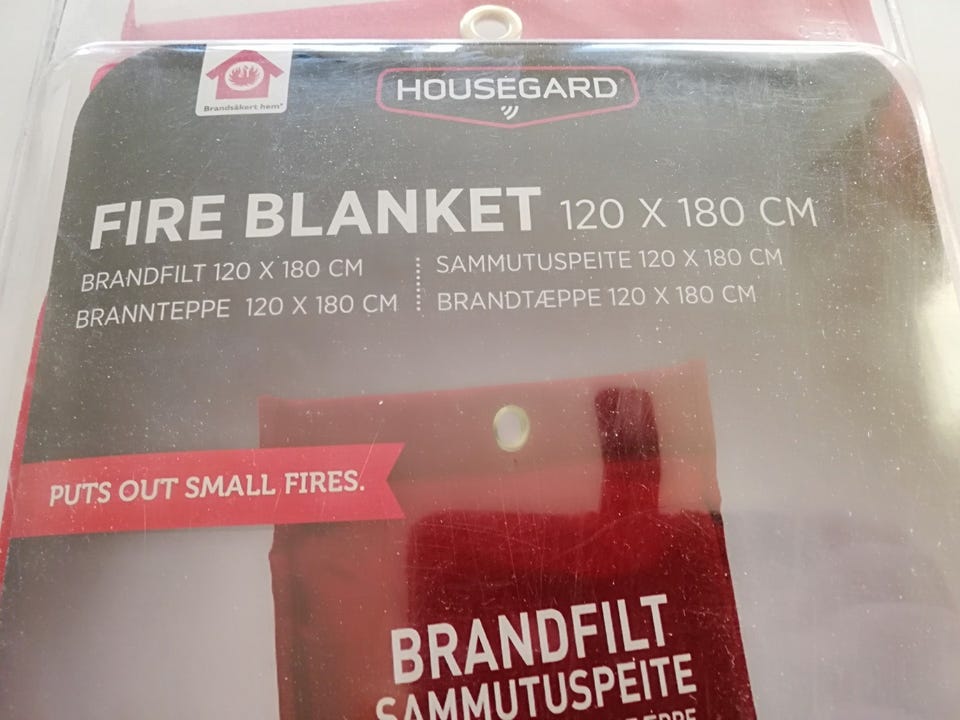 Brandsäkert hem*
HOUSEGARD
FIRE BLANKET 120 X 180 CM
BRANDFILT 120 X 180 CM
BRANNTEPPE 120 X 180 CM
SAMMUTUSPEITE 120 X 180 CM
BRANDTÆPPE 120 X 180 CM
PUTS OUT SMALL FIRES.
BRANDFILT
SAMMUTUSPEITE